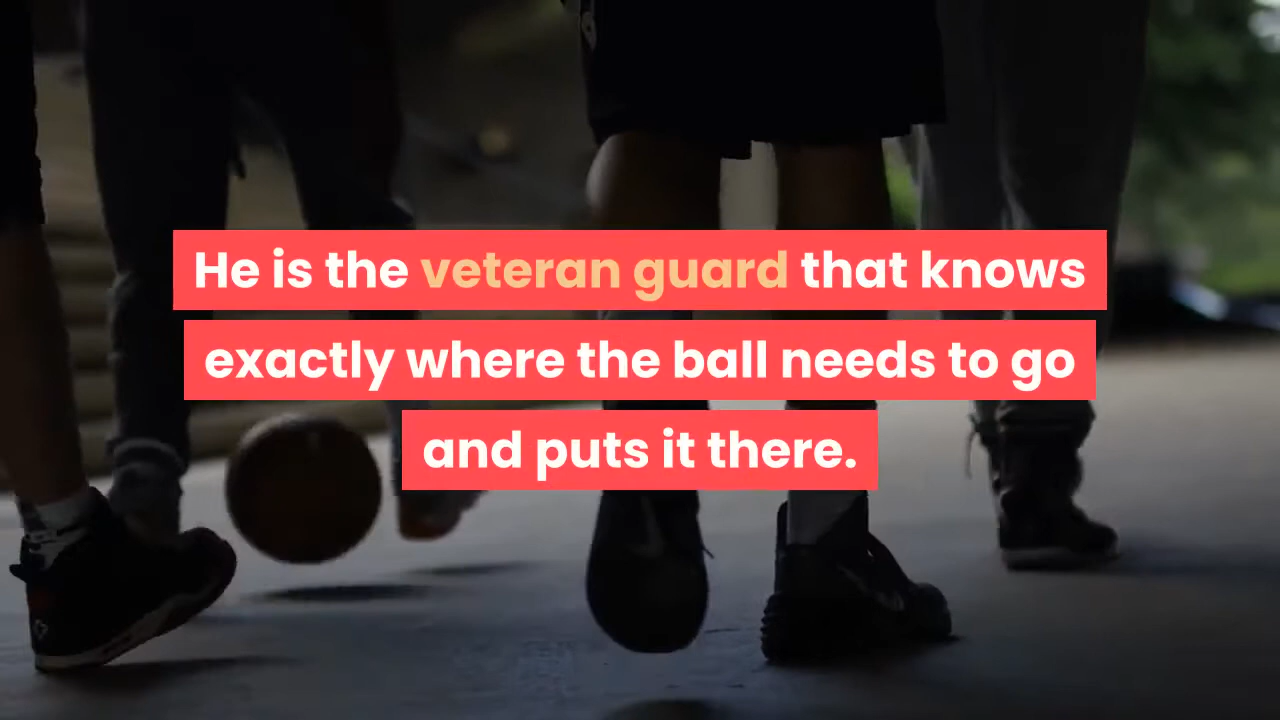 He is the veteran guard that knows
exactly where the ball needs to go
and puts it there.